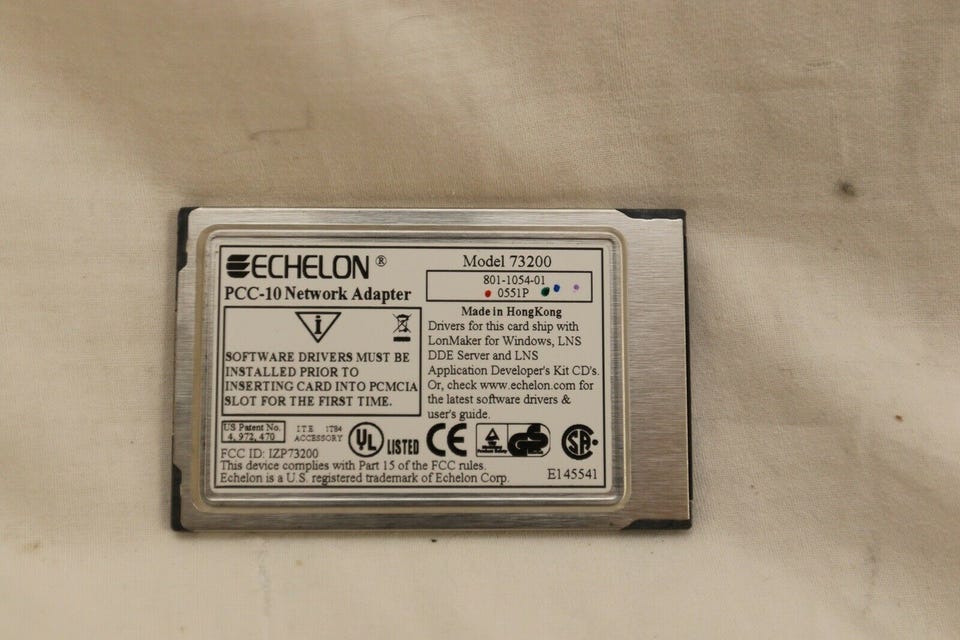 ECHELON®
PCC-10 Network Adapter
i
SOFTWARE DRIVERS MUST BE
INSTALLED PRIOR TO
INSERTING CARD INTO PCMCIA
SLOT FOR THE FIRST TIME.
Model 73200
801-1054-01
0551P
Made in HongKong
Drivers for this card ship with
LonMaker for Windows, LNS
DDE Server and LNS
Application Developer's Kit CD's.
Or, check www.echelon.com for
the latest software drivers &
user's guide.
US Patent No.
4, 972, 470
I.T.E. 1784
ACCESSORY
UL LISTED
CE
GS
SA
FCC ID: IZP73200
This device complies with Part 15 of the FCC rules.
Echelon is a U.S. registered trademark of Echelon Corp.
E145541